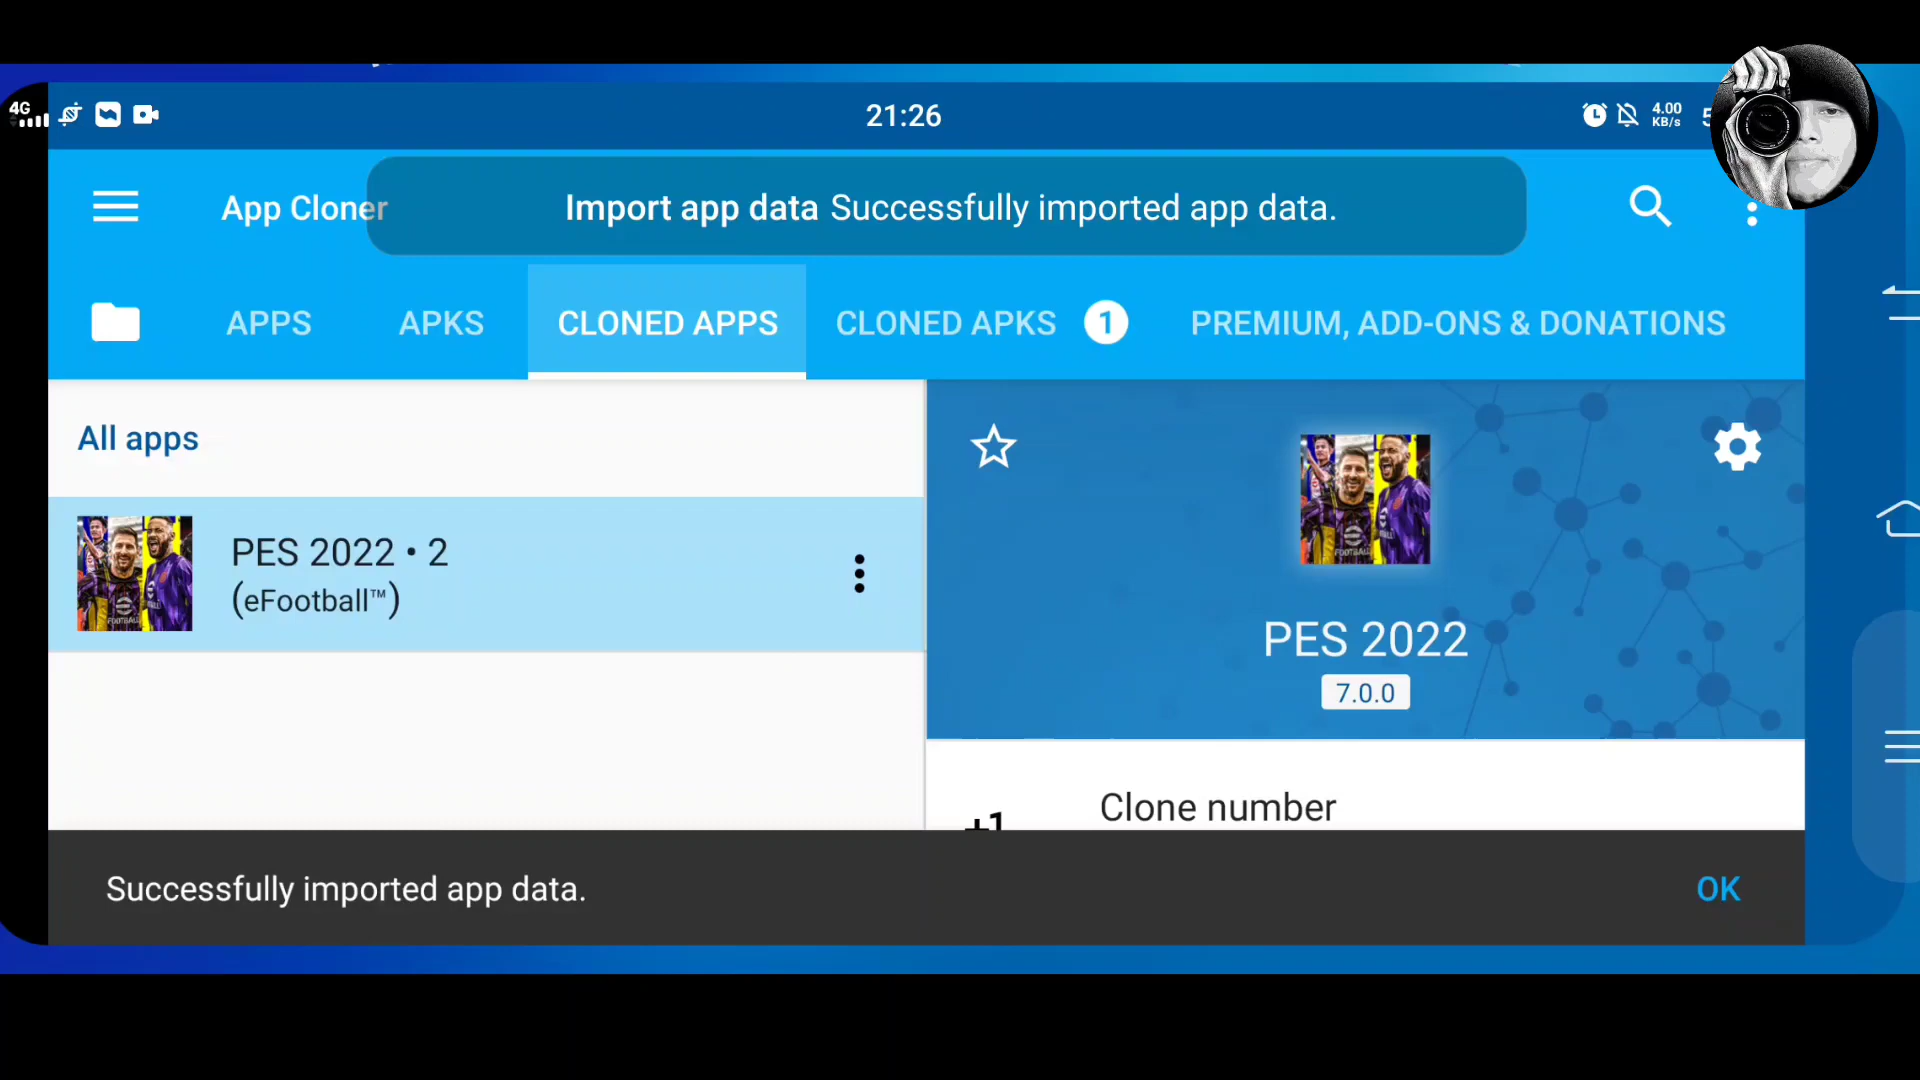 4G
21:26
4.00
KB/s
App Cloner
Import app data Successfully imported app data.
APPS
APKS
CLONED APPS
CLONED APKS
1
PREMIUM, ADD-ONS & DONATIONS
All apps
PES 2022 • 2
(eFootball™)
PES 2022
7.0.0
+1
Clone number
Successfully imported app data.
OK